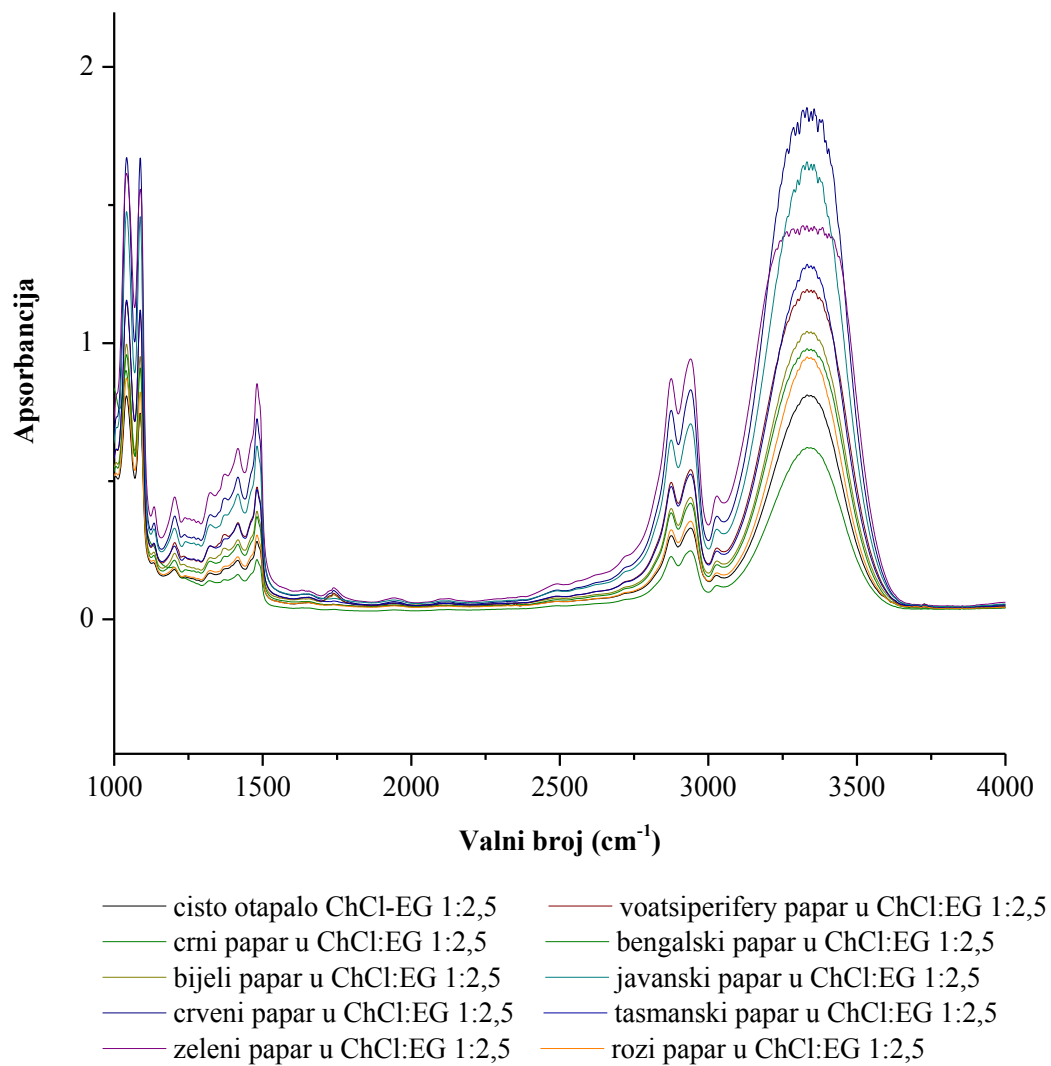 2
1
0
Apsorbancija
1000 1500 2000 2500 3000 3500 4000
Valni broj (cm-1)
cisto otapalo ChCl-EG 1:2,5 voatsiperifery papar u ChCl:EG 1:2,5
crni papar u ChCl:EG 1:2,5 bengalski papar u ChCl:EG 1:2,5
bijeli papar u ChCl:EG 1:2,5 javanski papar u ChCl:EG 1:2,5
crveni papar u ChCl:EG 1:2,5 tasmanski papar u ChCl:EG 1:2,5
zeleni papar u ChCl:EG 1:2,5 rozi papar u ChCl:EG 1:2,5